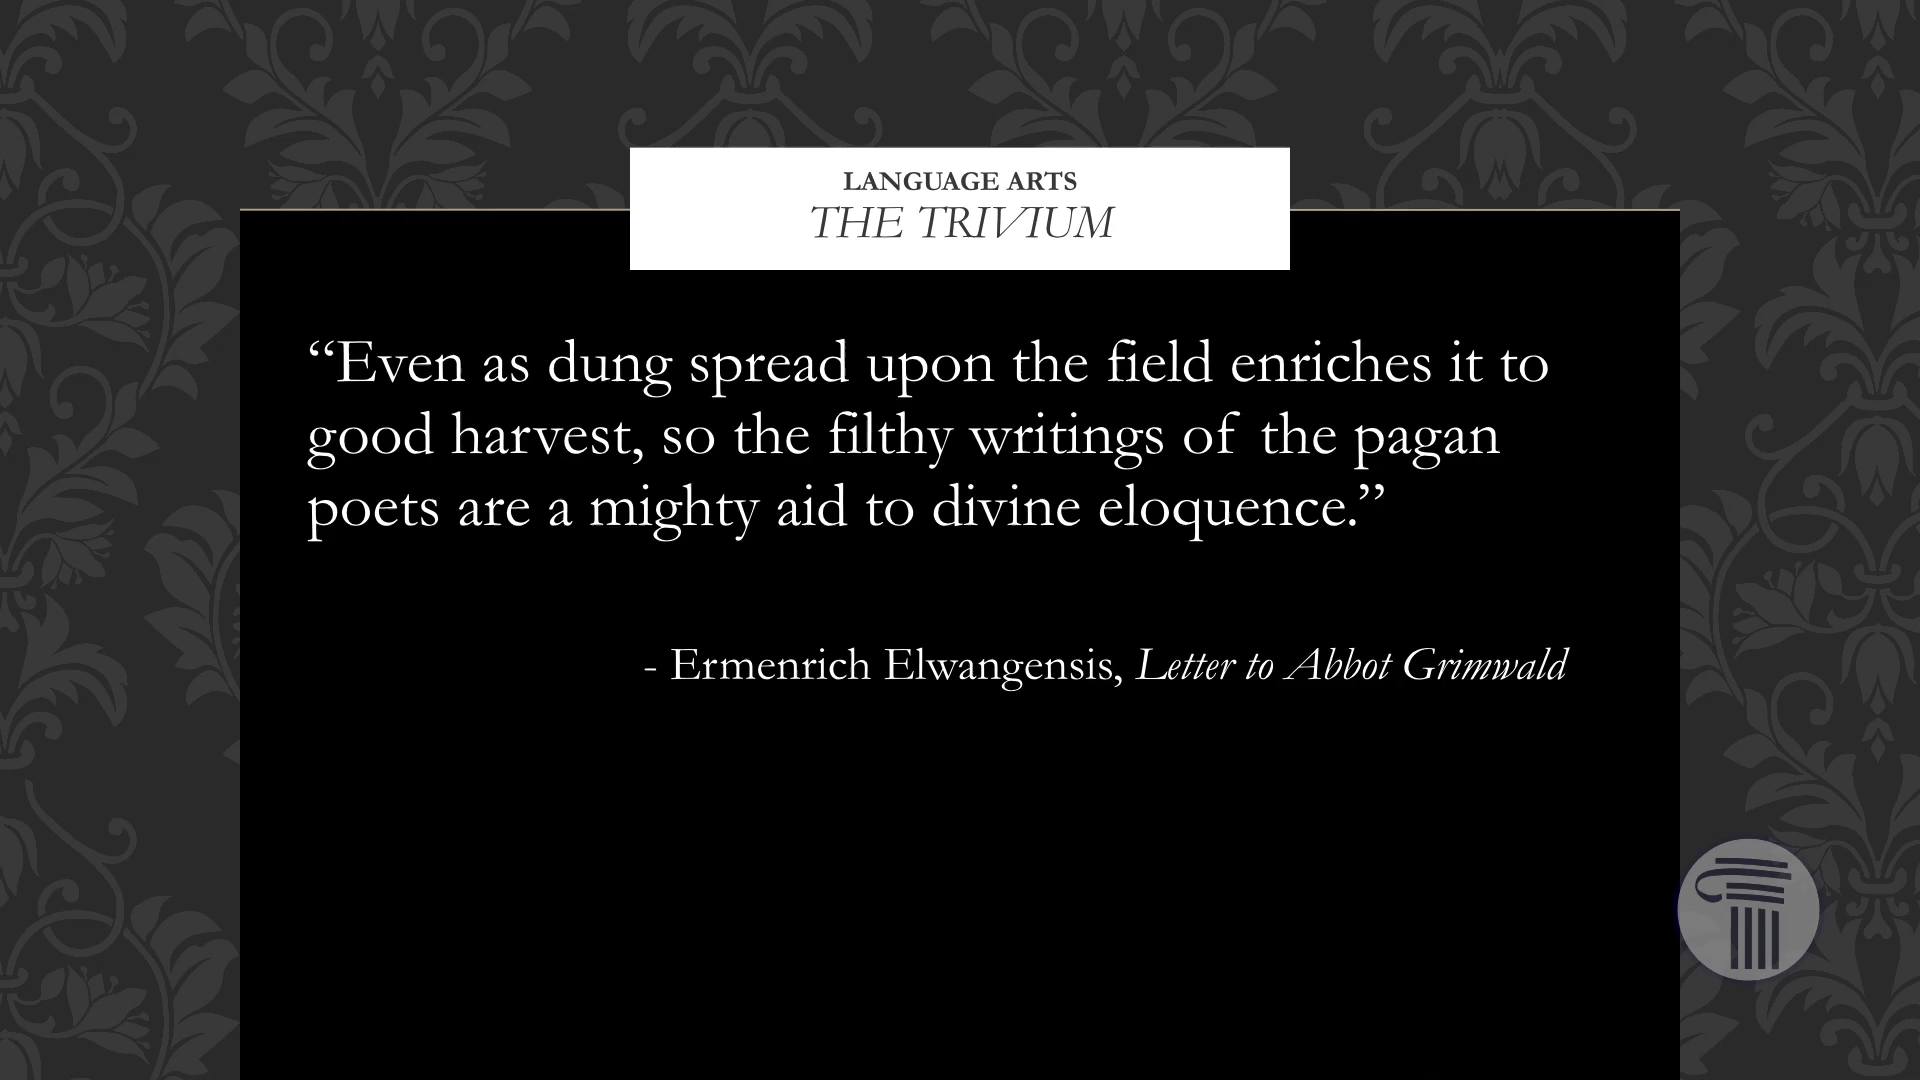 LANGUAGE ARTS
THE TRIVIUM
“Even as dung spread upon the field enriches it to
good harvest, so the filthy writings of the pagan
poets are a mighty aid to divine eloquence.”
- Ermenrich Elwangensis, Letter to Abbot Grimwald